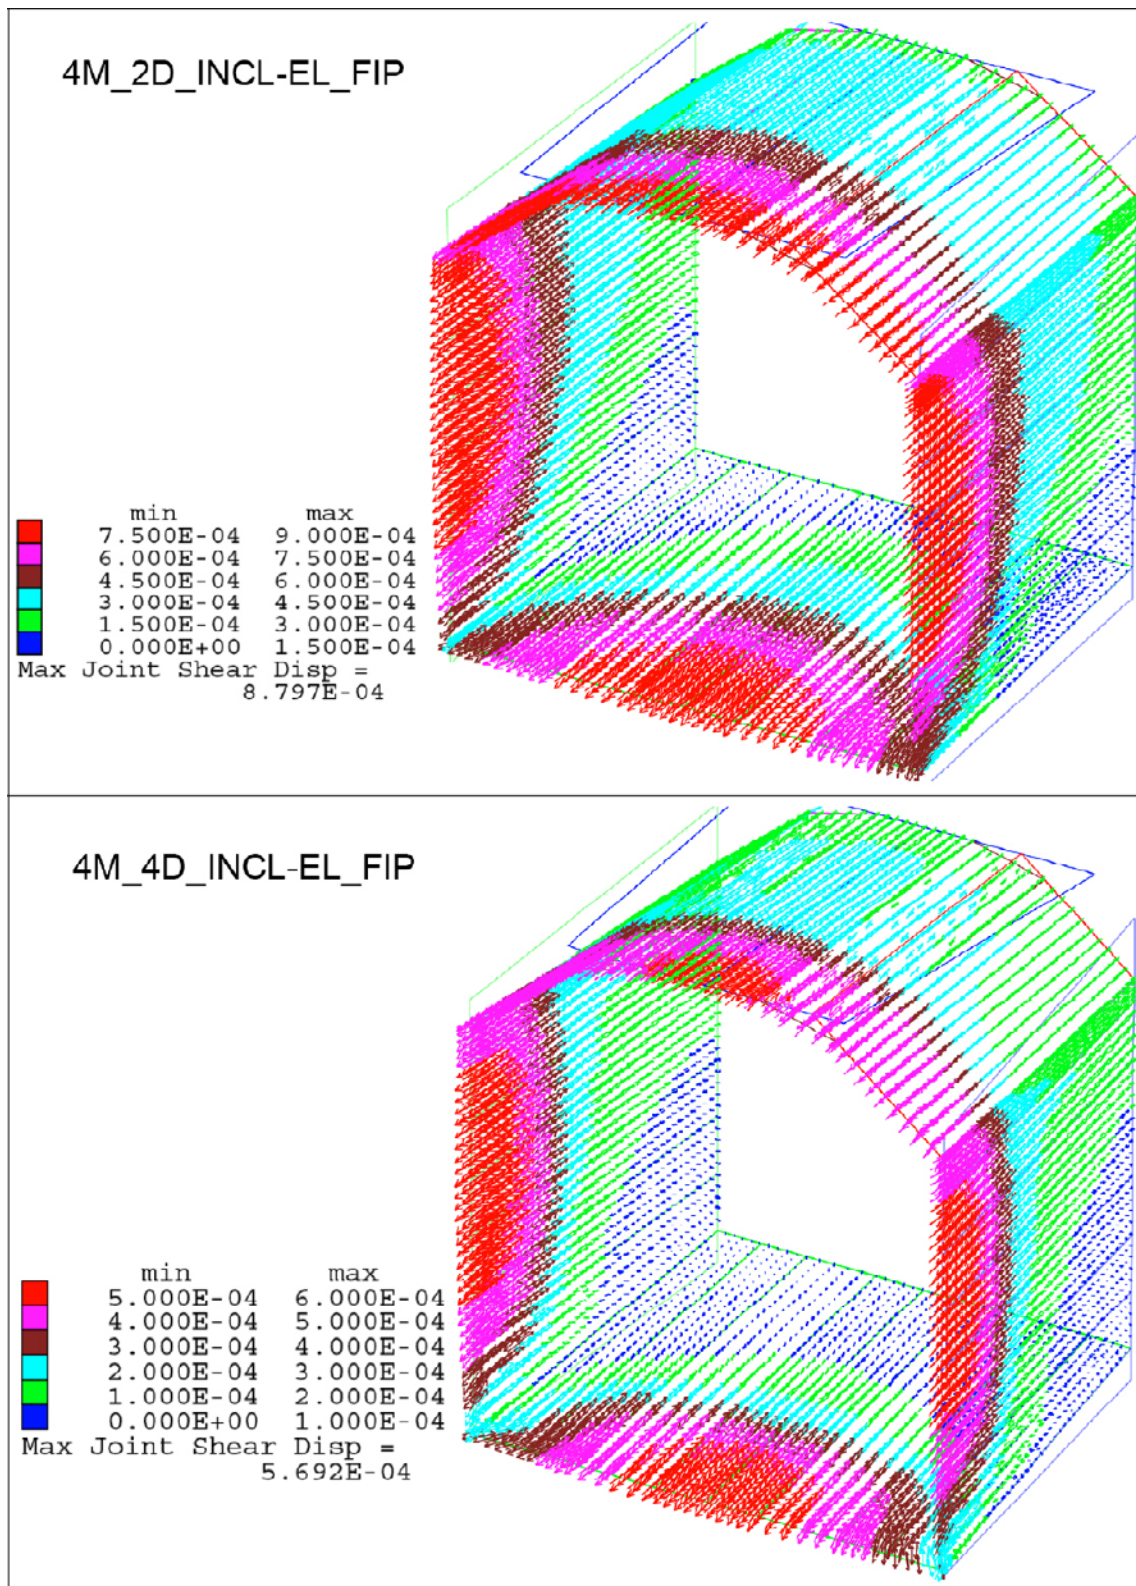 4M_2D_INCL-EL_FIP
min max
7.500E-04 9.000E-04
6.000E-04 7.500E-04
4.500E-04 6.000E-04
3.000E-04 4.500E-04
1.500E-04 3.000E-04
0.000E+00 1.500E-04
Max Joint Shear Disp =
8.797E-04
4M_4D_INCL-EL_FIP
min max
5.000E-04 6.000E-04
4.000E-04 5.000E-04
3.000E-04 4.000E-04
2.000E-04 3.000E-04
1.000E-04 2.000E-04
0.000E+00 1.000E-04
Max Joint Shear Disp =
5.692E-04